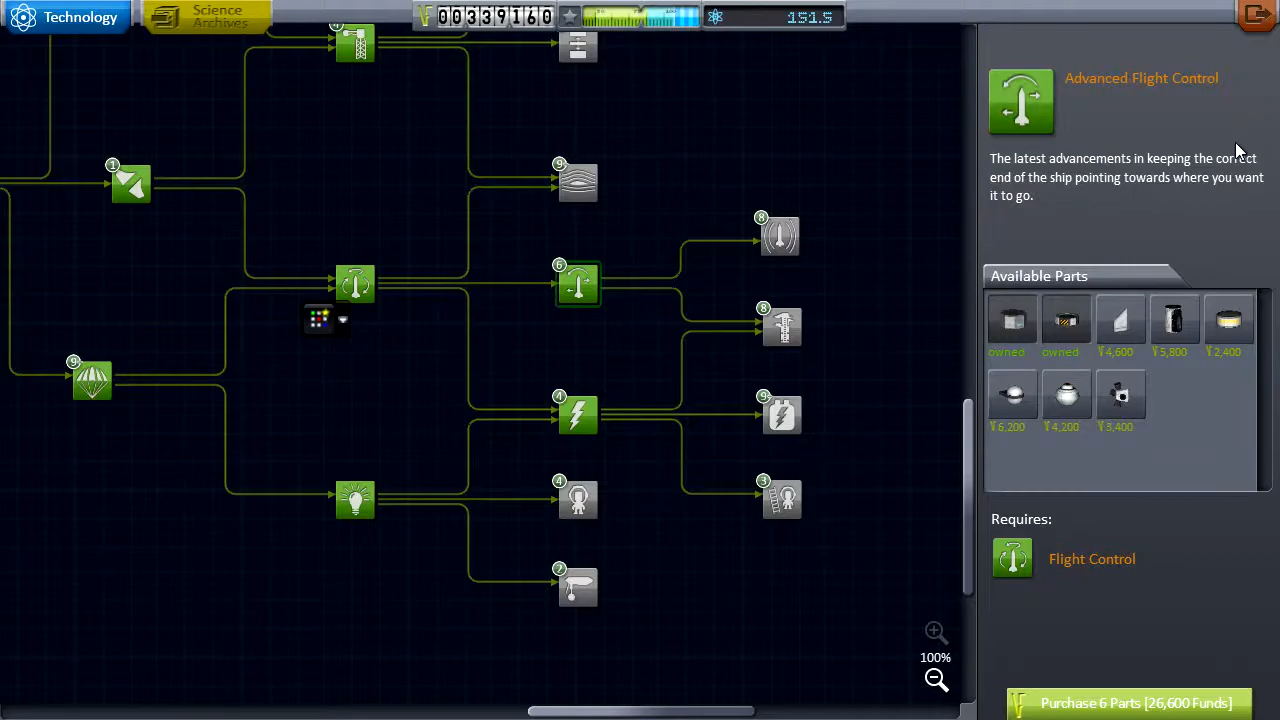 Technology
Science
Archives
00339160
151.5
Advanced Flight Control
The latest advancements in keeping the correct
end of the ship pointing towards where you want
it to go.
1
9
9
6
8
8
4
9
4
3
2
Available Parts
owned owned 4,600 5,800 2,400
6,200 4,200 3,400
Requires:
Flight Control
100%
Purchase 6 Parts [26,600 Funds]